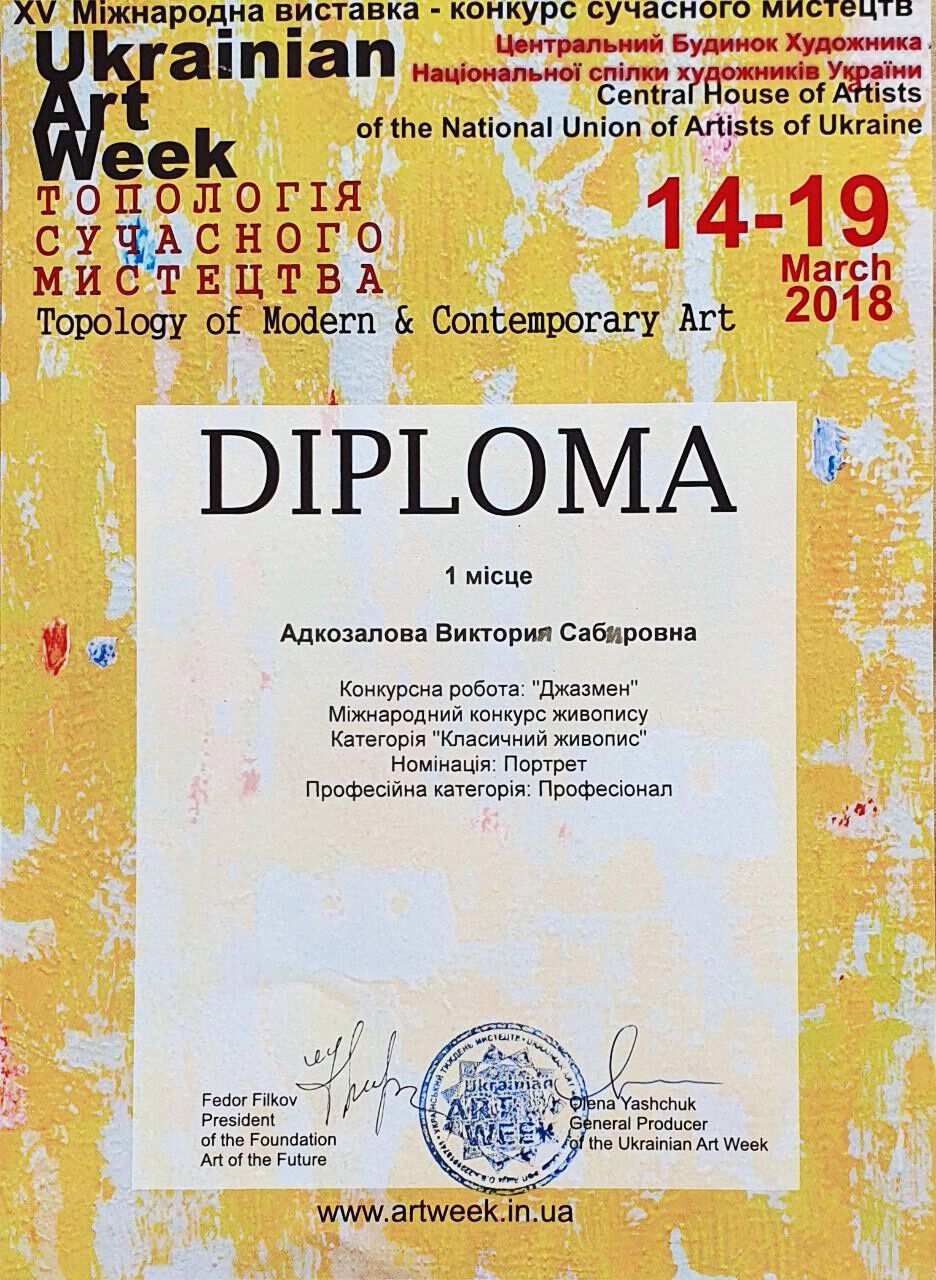 XV Міжнародна виставка - конкурс сучасного мистецтв
Ukrainian
Art
Week
Центральний Будинок Художника
Національної спілки художників України
Central House of Artists
of the National Union of Artists of Ukraine
ТОПОЛОГІЯ
СУЧАСНОГО
МИСТЕЦТВА
Topology of Modern & Contemporary Art
14-19
March
2018
DIPLOMA
1 місце
Адкозалова Виктория Сабировна
Конкурсна робота: "Джазмен"
Міжнародний конкурс живопису
Категорія "Класичний живопис"
Номінація: Портрет
Професійна категорія: Професіонал
Fedor Filkov
President
of the Foundation
Art of the Future
Ukrainian
ART
WEEK
Olena Yashchuk
General Producer
of the Ukrainian Art Week
www.artweek.in.ua